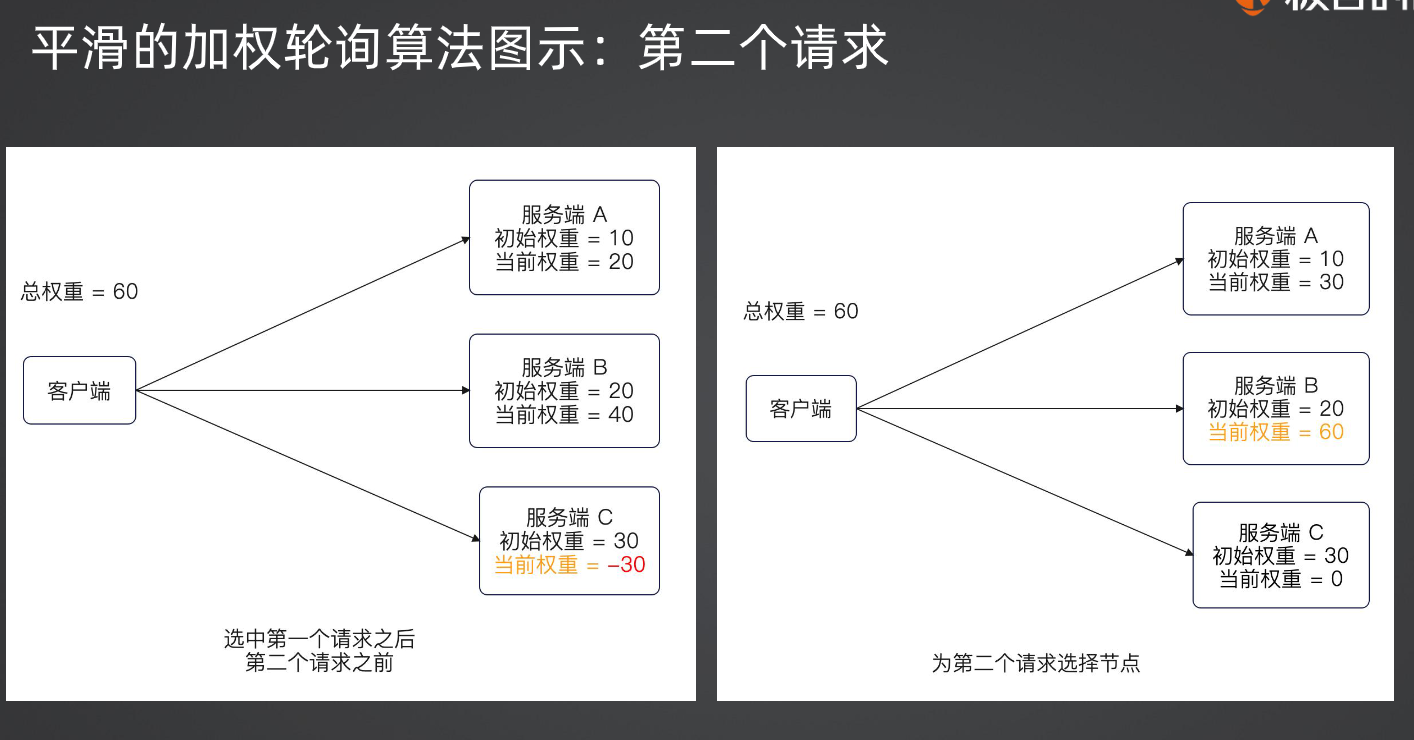 平滑的加权轮询算法图示：第二个请求
服务端 A
初始权重 = 10
当前权重 = 20
总权重 = 60
服务端 B
初始权重 = 20
当前权重 = 40
客户端
服务端 C
初始权重 = 30
当前权重 = -30
选中第一个请求之后
第二个请求之前
服务端 A
初始权重 = 10
当前权重 = 30
总权重 = 60
服务端 B
初始权重 = 20
当前权重 = 60
客户端
服务端 C
初始权重 = 30
当前权重 = 0
为第二个请求选择节点